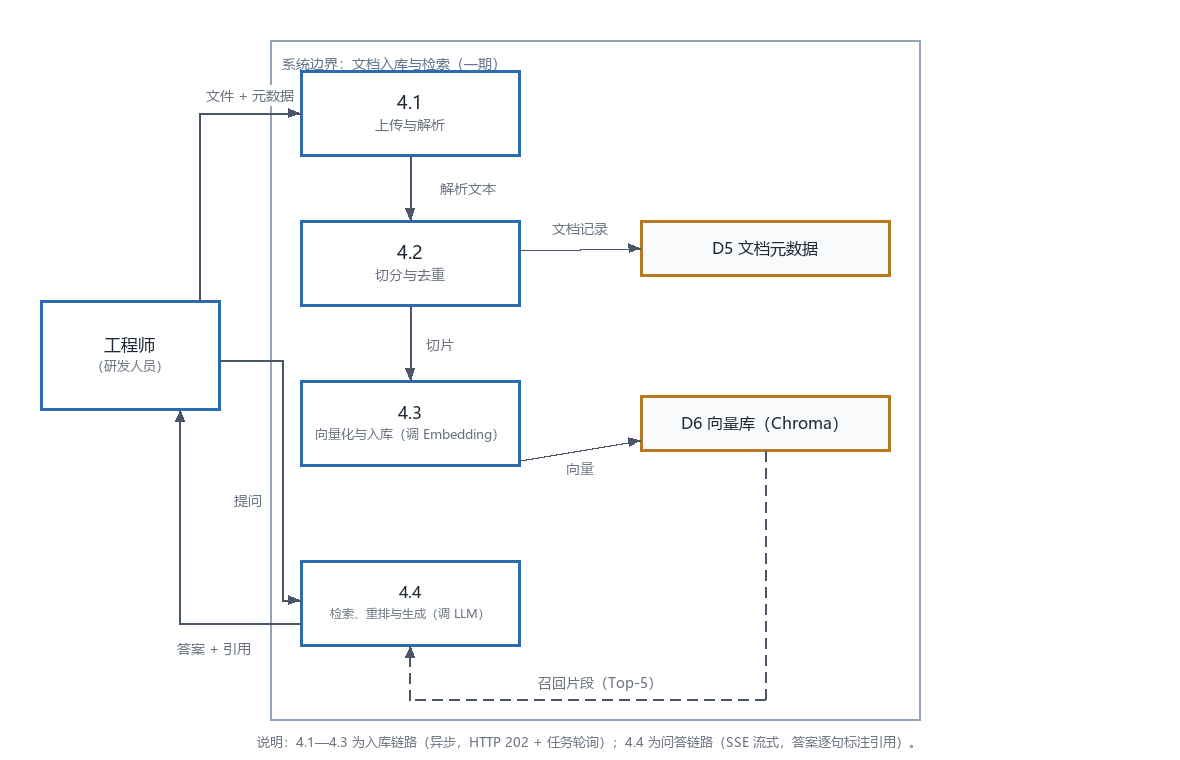 系统边界：文档入库与检索（一期）
文件 + 元数据
4.1
上传与解析
解析文本
4.2
切分与去重
文档记录
D5 文档元数据
切片
工程师
（研发人员）
4.3
向量化与入库（调 Embedding）
D6 向量库（Chroma）
向量
提问
4.4
检索、重排与生成（调 LLM）
答案 + 引用
召回片段（Top-5）
说明：4.1—4.3 为入库链路（异步，HTTP 202 + 任务轮询）；4.4 为问答链路（SSE 流式，答案逐句标注引用）。